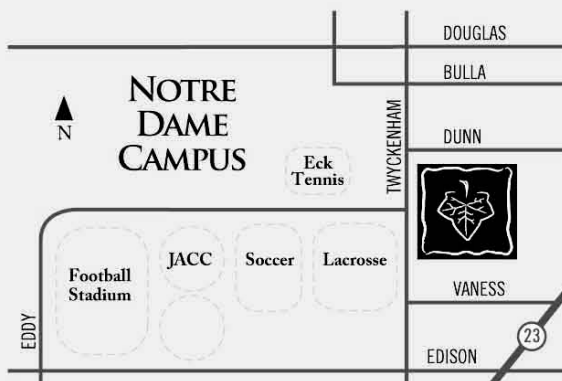 DOUGLAS
BULLA
NOTRE
DAME
CAMPUS
N
TWYCKENHAM
DUNN
Eck
Tennis
JACC
Soccer
Lacrosse
Football
Stadium
VANESS
EDDY
23
EDISON